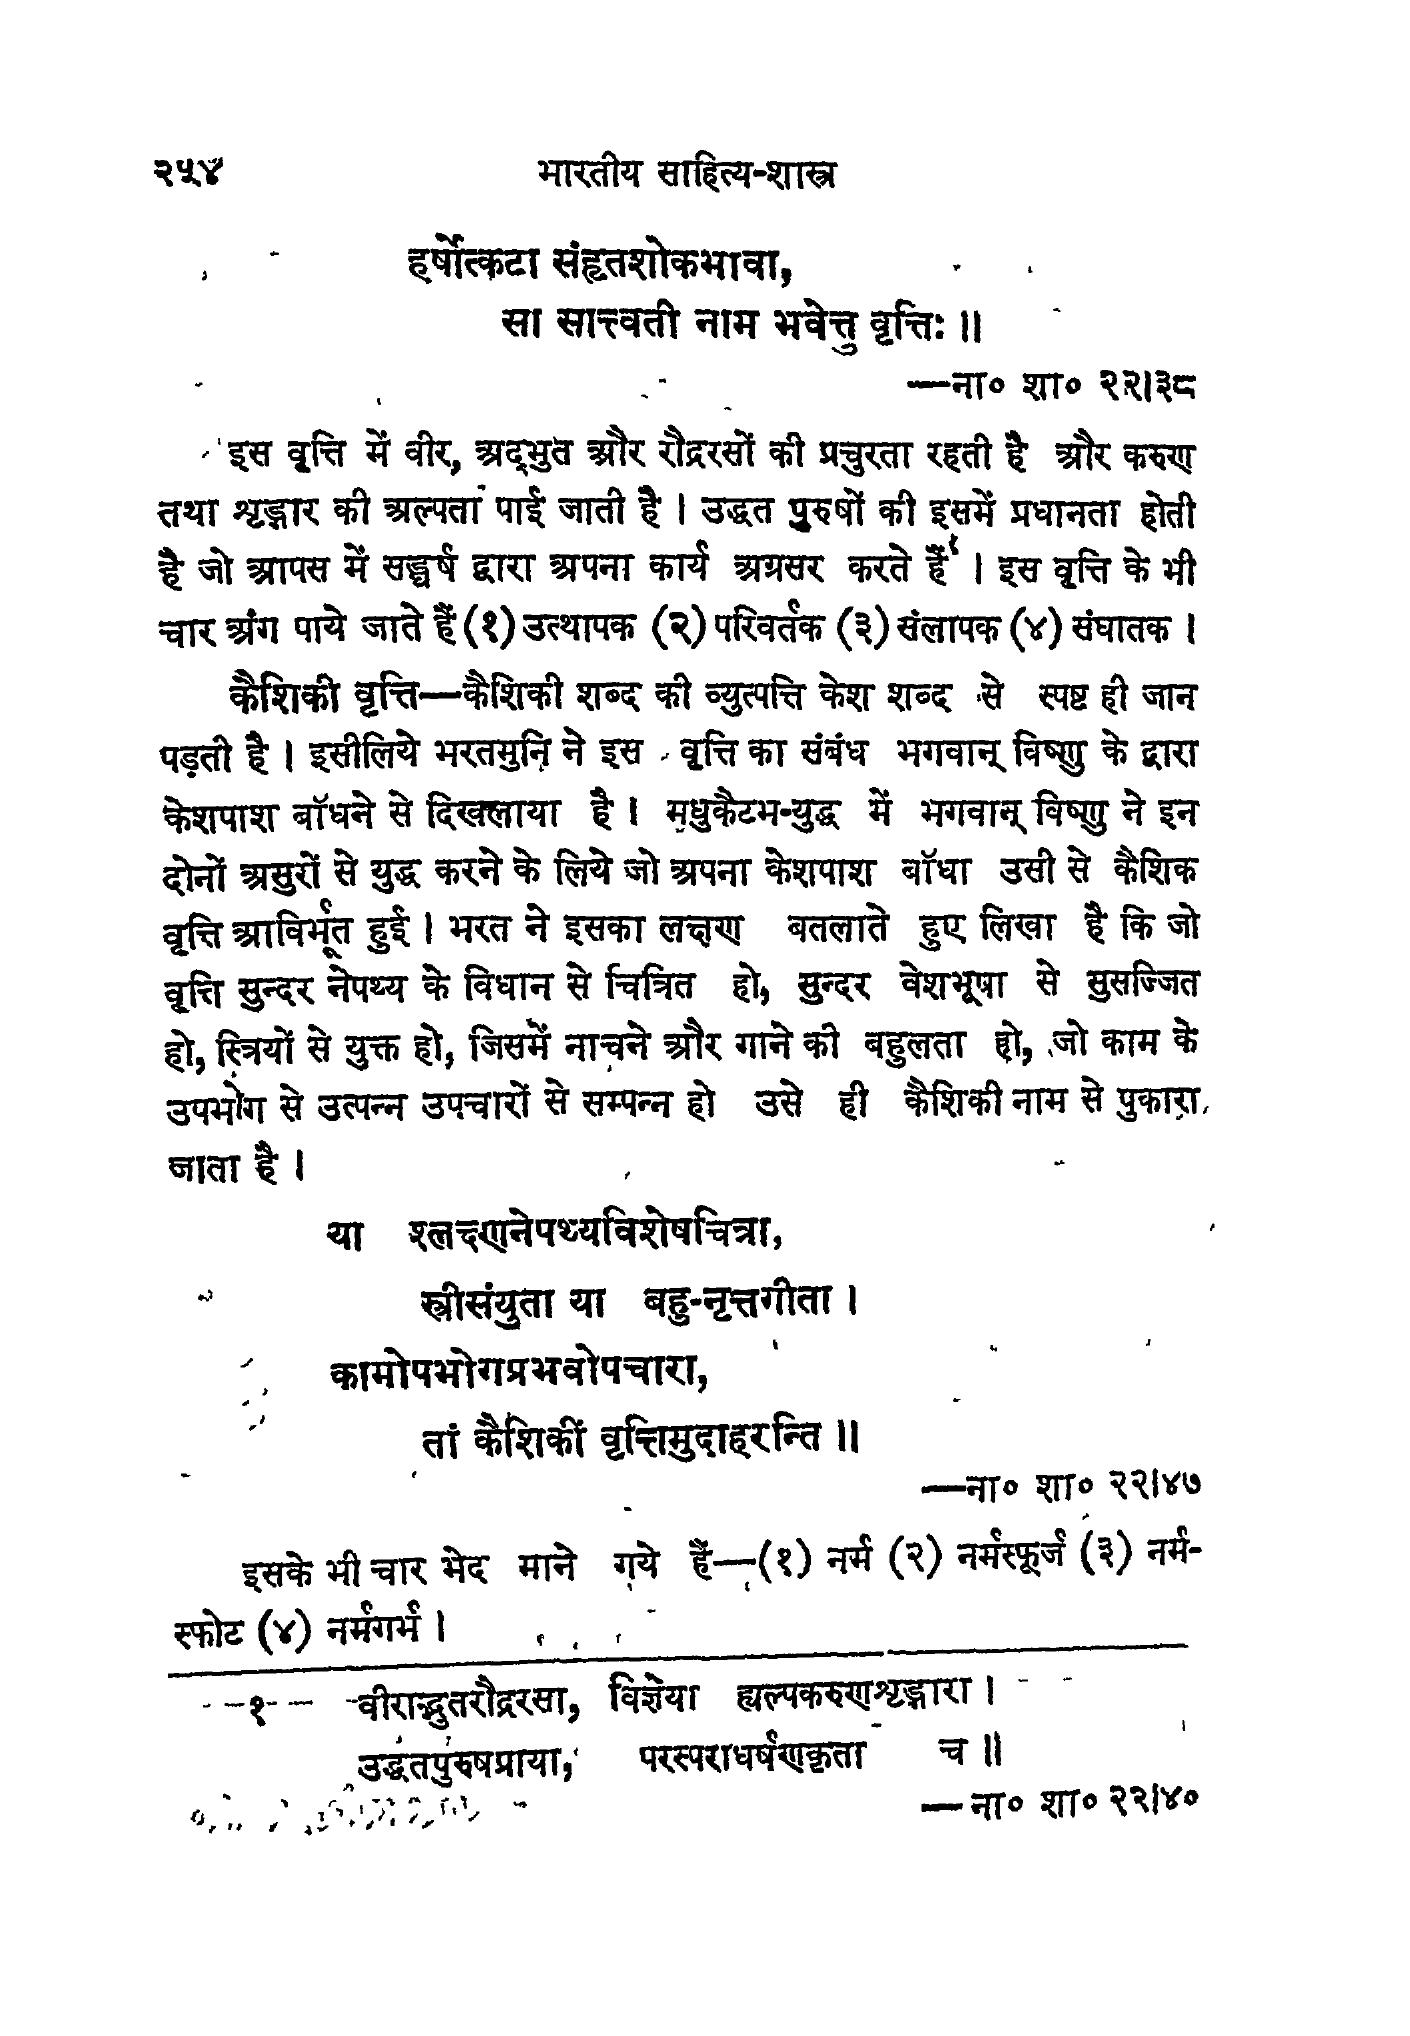 २५४ भारतीय साहित्य-शास्त्र
हर्षोत्कटा संहृतशोकभावा,
सा सात्त्वती नाम भवेत्तु वृत्तिः ॥
—ना० शा० २२।३८
इस वृत्ति में वीर, अद्भुत और रौद्ररसों की प्रचुरता रहती है और करुण
तथा शृङ्गार की अल्पता पाई जाती है । उद्धत पुरुषों की इसमें प्रधानता होती
है जो आपस में सङ्घर्ष द्वारा अपना कार्य अग्रसर करते हैं१ । इस वृत्ति के भी
चार अंग पाये जाते हैं (१) उत्थापक (२) परिवर्तक (३) संलापक (४) संघातक ।
कैशिकी वृत्ति—कैशिकी शब्द की व्युत्पत्ति केश शब्द से स्पष्ट ही जान
पड़ती है । इसीलिये भरतमुनि ने इस वृत्ति का संबंध भगवान् विष्णु के द्वारा
केशपाश बाँधने से दिखलाया है । मधुकैटभ-युद्ध में भगवान् विष्णु ने इन
दोनों असुरों से युद्ध करने के लिये जो अपना केशपाश बाँधा उसी से कैशिक
वृत्ति आविर्भूत हुई । भरत ने इसका लक्षण बतलाते हुए लिखा है कि जो
वृत्ति सुन्दर नेपथ्य के विधान से चित्रित हो, सुन्दर वेशभूषा से सुसज्जित
हो, स्त्रियों से युक्त हो, जिसमें नाचने और गाने की बहुलता हो, जो काम के
उपभोग से उत्पन्न उपचारों से सम्पन्न हो उसे ही कैशिकी नाम से पुकारा
जाता है ।
या श्लक्ष्णनेपथ्यविशेषचित्रा,
स्त्रीसंयुता या बहु-नृत्तगीता ।
कामोपभोगप्रभवोपचारा,
तां कैशिकीं वृत्तिमुदाहरन्ति ॥
—ना० शा० २२।४७
इसके भी चार भेद माने गये हैं—(१) नर्म (२) नर्मस्फूर्ज (३) नर्म-
स्फोट (४) नर्मगर्भ ।
१ वीराद्भुतरौद्ररसा, विज्ञेया ह्यल्पकरुणशृङ्गारा ।
उद्धतपुरुषप्राया, परस्पराधर्षणकृता च ॥
—ना० शा० २२।४०